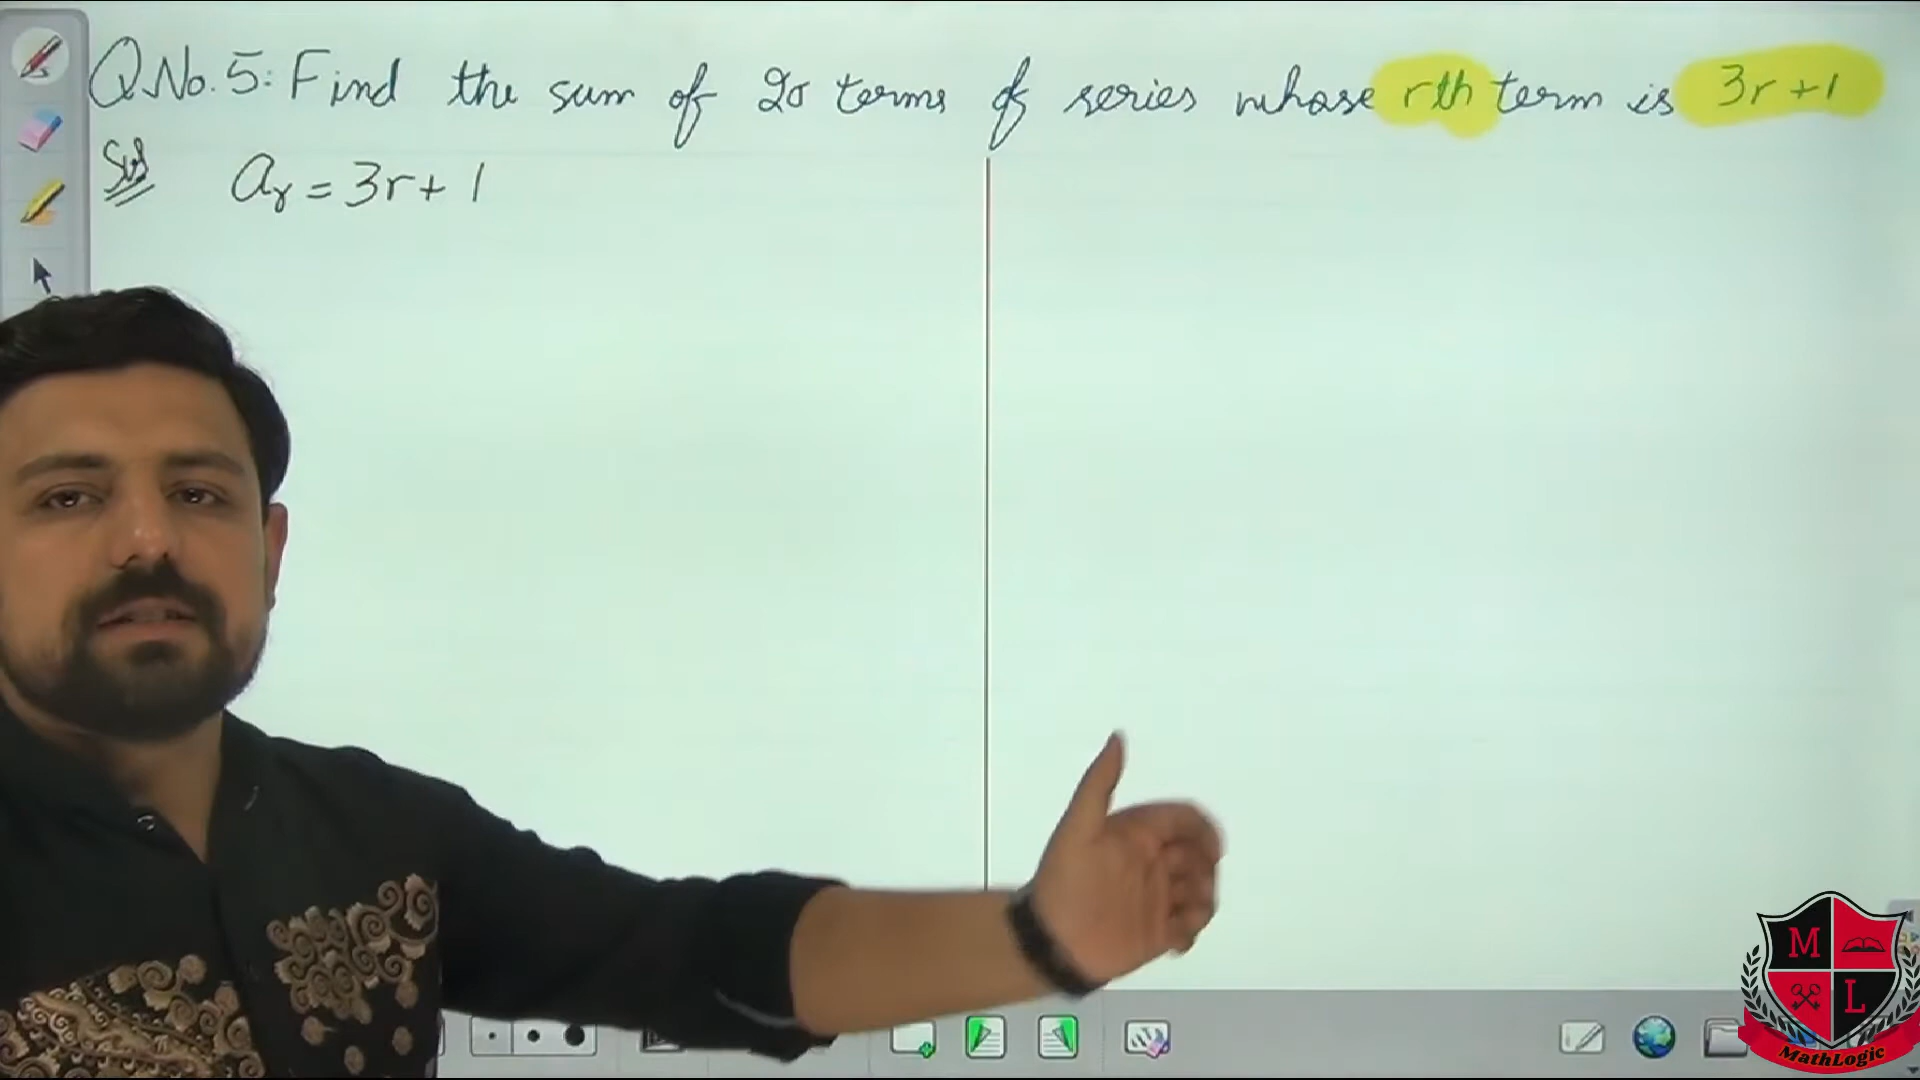 Q.No.5: Find the sum of 20 terms of series whose rth term is 3r+1
Sol
aᵣ = 3r + 1
M
L
MathLogic